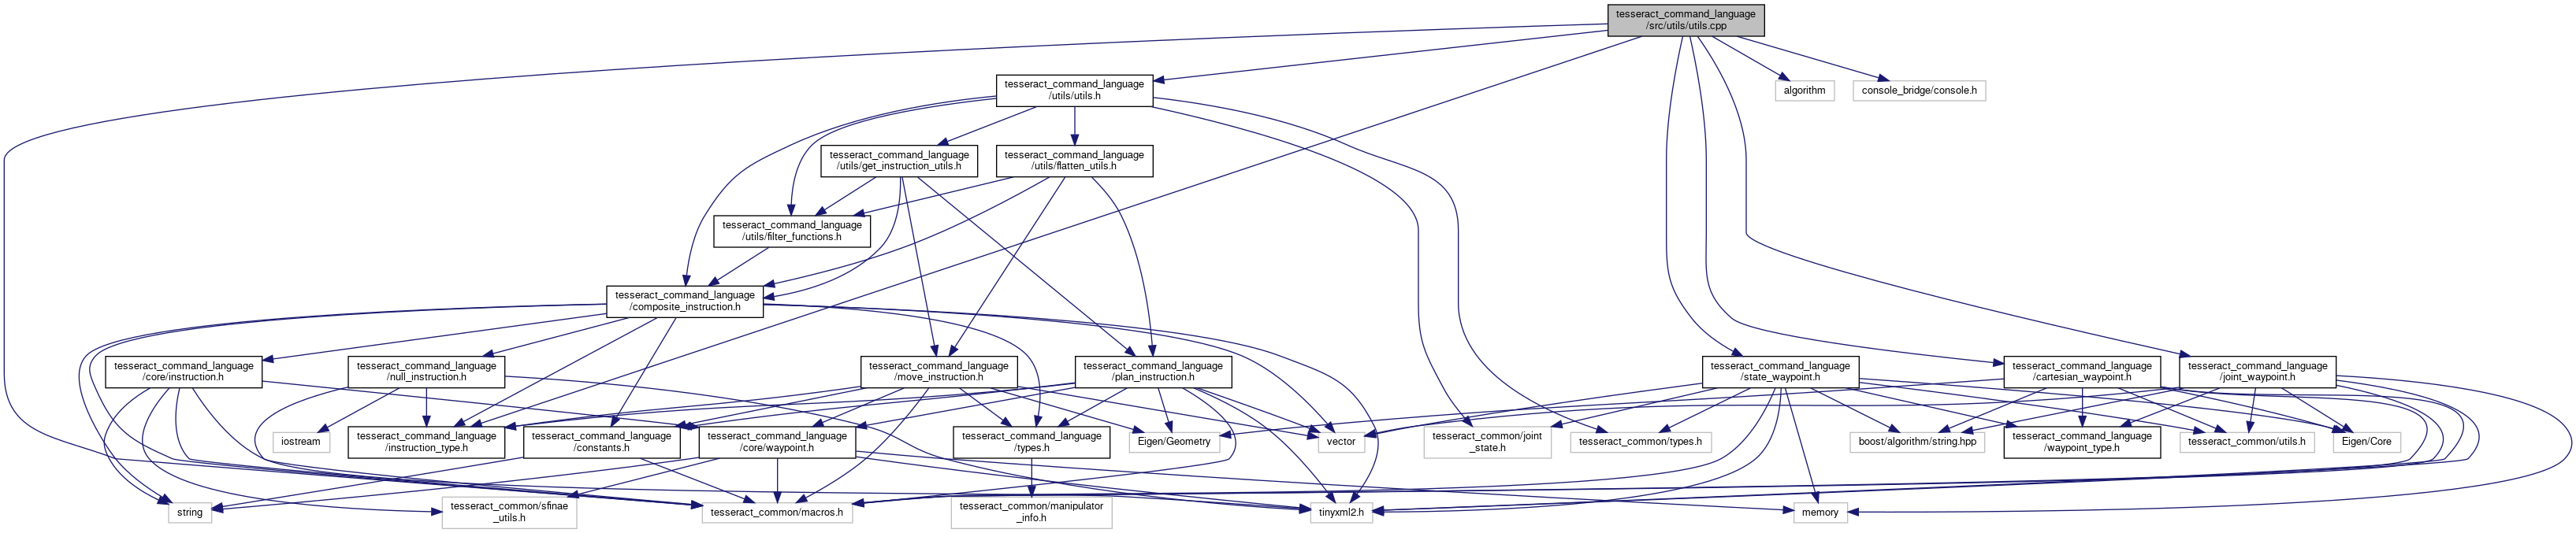 tesseract_command_language
/src/utils/utils.cpp
tesseract_command_language
/utils/utils.h
algorithm
console_bridge/console.h
tesseract_command_language
/utils/get_instruction_utils.h
tesseract_command_language
/utils/flatten_utils.h
tesseract_command_language
/utils/filter_functions.h
tesseract_command_language
/composite_instruction.h
tesseract_command_language
/core/instruction.h
tesseract_command_language
/null_instruction.h
tesseract_command_language
/move_instruction.h
tesseract_command_language
/plan_instruction.h
tesseract_command_language
/state_waypoint.h
tesseract_command_language
/cartesian_waypoint.h
tesseract_command_language
/joint_waypoint.h
iostream
tesseract_command_language
/instruction_type.h
tesseract_command_language
/constants.h
tesseract_command_language
/core/waypoint.h
tesseract_command_language
/types.h
Eigen/Geometry
vector
tesseract_common/joint
_state.h
tesseract_common/types.h
boost/algorithm/string.hpp
tesseract_command_language
/waypoint_type.h
tesseract_common/utils.h
Eigen/Core
string
tesseract_common/sfinae
_utils.h
tesseract_common/macros.h
tesseract_common/manipulator
_info.h
tinyxml2.h
memory